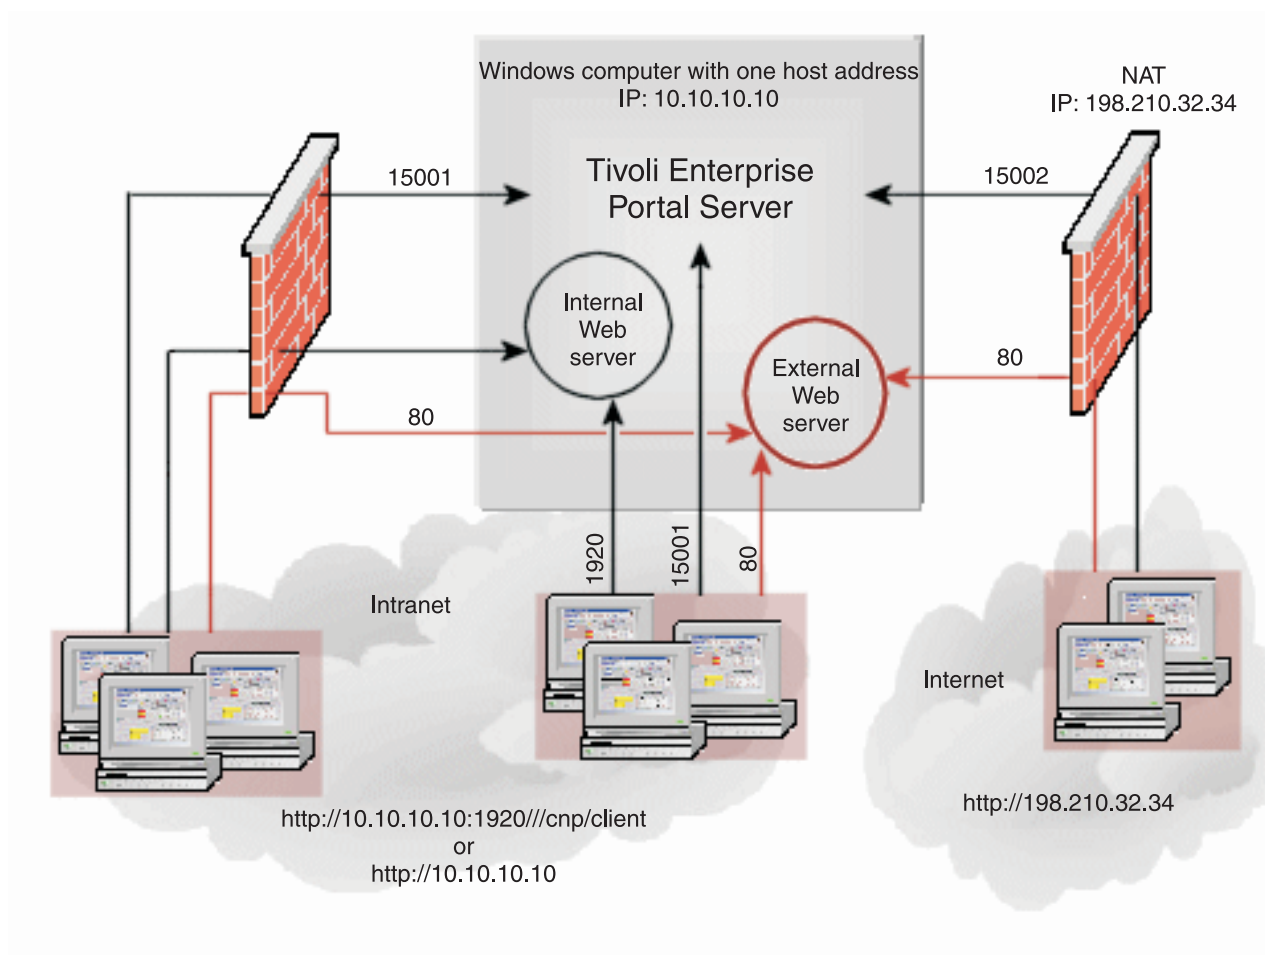 Windows computer with one host address
IP: 10.10.10.10
NAT
IP: 198.210.32.34
15001
Tivoli Enterprise
Portal Server
15002
Internal
Web
server
External
Web
server
80
80
1920
15001
80
Intranet
Internet
http://10.10.10.10:1920///cnp/client
or
http://10.10.10.10
http://198.210.32.34